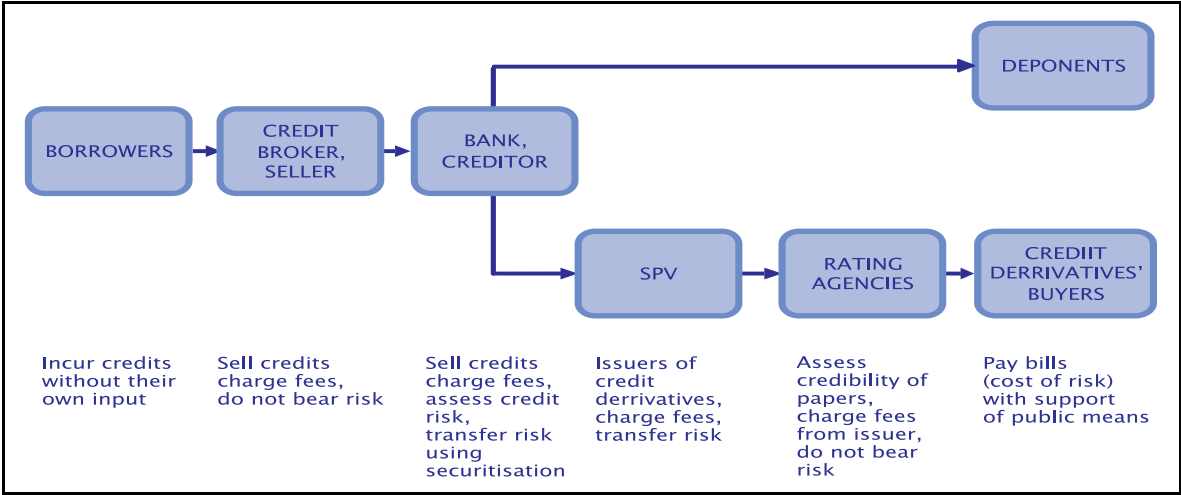 DEPONENTS
BORROWERS
CREDIT
BROKER,
SELLER
BANK,
CREDITOR
SPV
RATING
AGENCIES
CREDIIT
DERRIVATIVES'
BUYERS
Incur credits
without their
own input
Sell credits
charge fees,
do not bear risk
Sell credits
charge fees,
assess credit
risk,
transfer risk
using
securitisation
Issuers of
credit
derrivatives,
charge fees,
transfer risk
Assess
credibility of
papers,
charge fees
from issuer,
do not bear
risk
Pay bills
(cost of risk)
with support
of public means